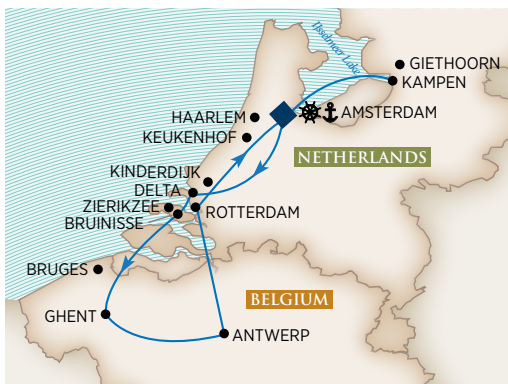 IJsselmeer Lake
GIETHOORN
KAMPEN
HAARLEM
AMSTERDAM
KEUKENHOF
NETHERLANDS
KINDERDIJK
DELTA
ZIERIKZEE
ROTTERDAM
BRUINISSE
BRUGES
BELGIUM
GHENT
ANTWERP